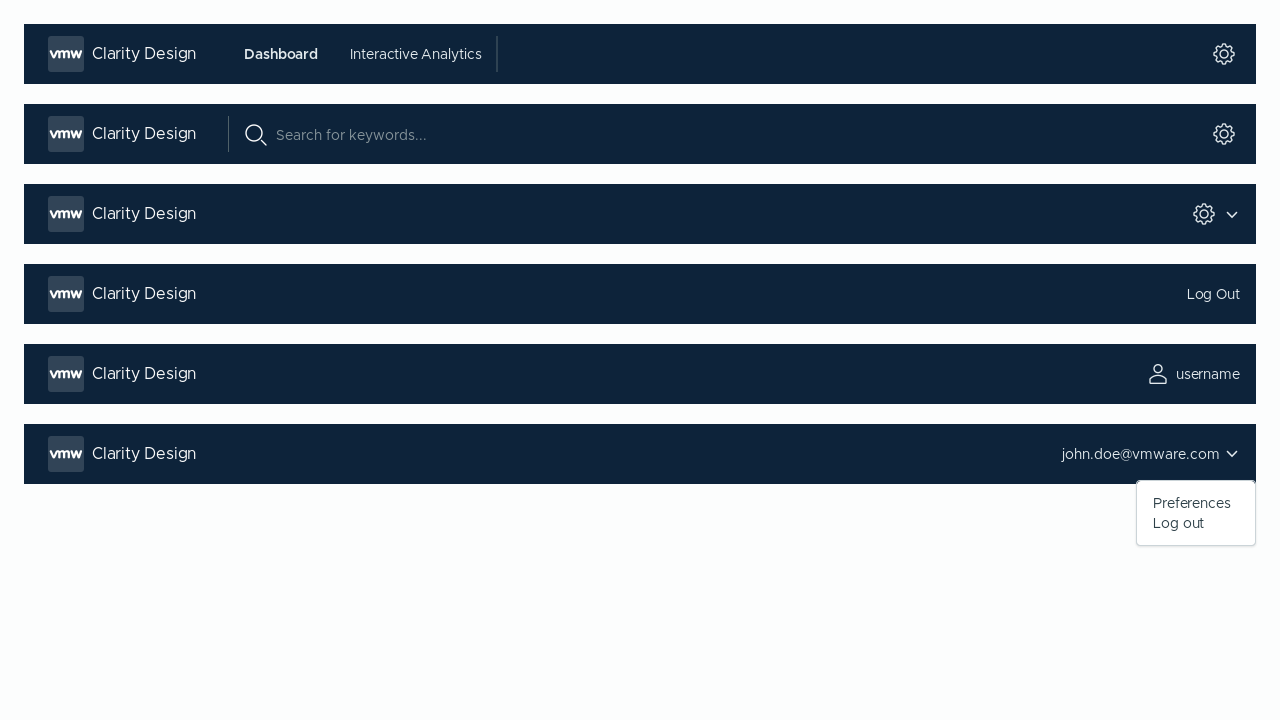 vmw Clarity Design Dashboard Interactive Analytics
vmw Clarity Design Search for keywords...
vmw Clarity Design
vmw Clarity Design Log Out
vmw Clarity Design username
vmw Clarity Design john.doe@vmware.com
Preferences
Log out